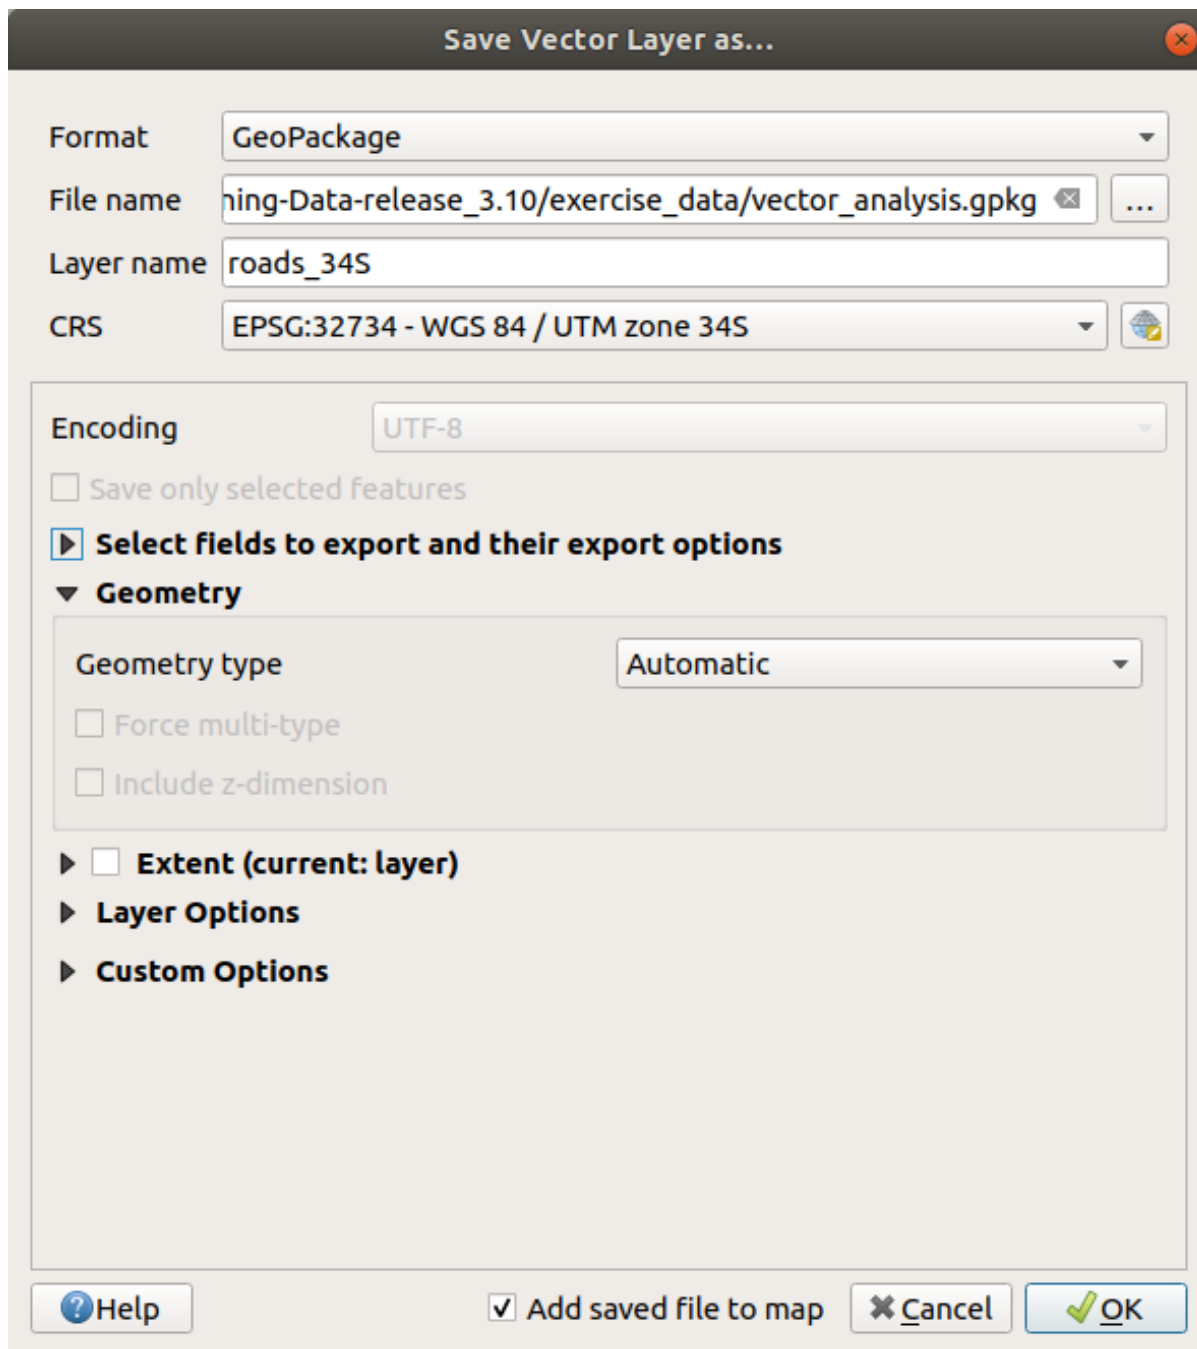 Save Vector Layer as...
Format GeoPackage
File name ning-Data-release_3.10/exercise_data/vector_analysis.gpkg ...
Layer name roads_34S
CRS EPSG:32734 - WGS 84 / UTM zone 34S
Encoding UTF-8
Save only selected features
Select fields to export and their export options
Geometry
Geometry type Automatic
Force multi-type
Include z-dimension
Extent (current: layer)
Layer Options
Custom Options
Help Add saved file to map Cancel OK